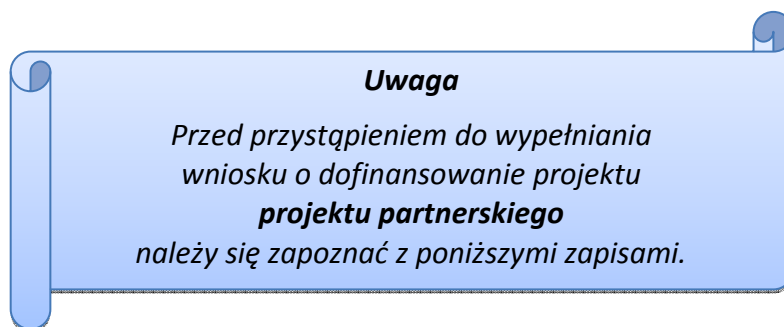 Uwaga
Przed przystąpieniem do wypełniania
wniosku o dofinansowanie projektu
projektu partnerskiego
należy się zapoznać z poniższymi zapisami.